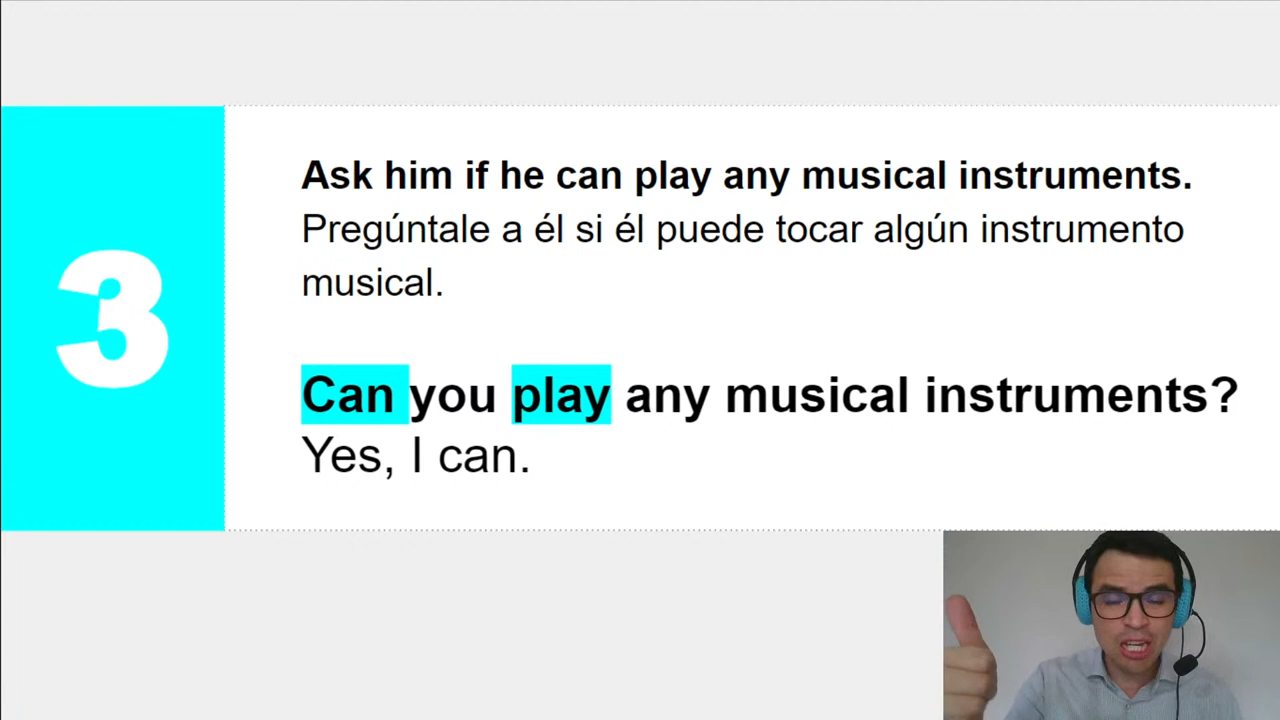 3
Ask him if he can play any musical instruments.
Pregúntale a él si él puede tocar algún instrumento
musical.
Can you play any musical instruments?
Yes, I can.